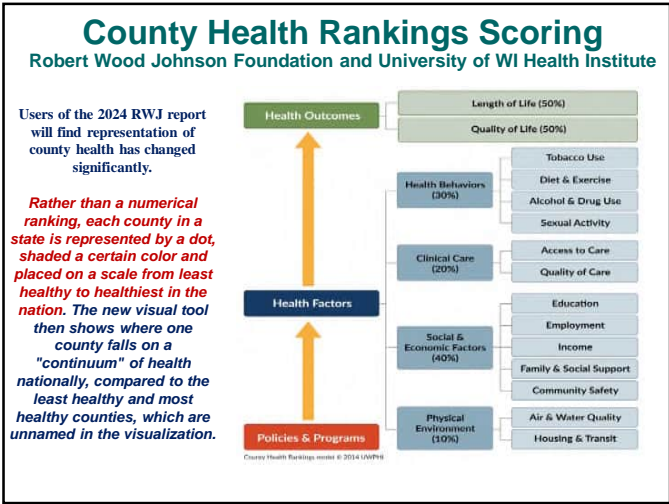 County Health Rankings Scoring
Robert Wood Johnson Foundation and University of WI Health Institute
Users of the 2024 RWJ report
will find representation of
county health has changed
significantly.
Rather than a numerical
ranking, each county in a
state is represented by a dot,
shaded a certain color and
placed on a scale from least
healthy to healthiest in the
nation. The new visual tool
then shows where one
county falls on a
"continuum" of health
nationally, compared to the
least healthy and most
healthy counties, which are
unnamed in the visualization.
Health Outcomes
Length of Life (50%)
Quality of Life (50%)
Health Factors
Health Behaviors
(30%)
Tobacco Use
Diet & Exercise
Alcohol & Drug Use
Sexual Activity
Clinical Care
(20%)
Access to Care
Quality of Care
Social &
Economic Factors
(40%)
Education
Employment
Income
Family & Social Support
Community Safety
Physical
Environment
(10%)
Air & Water Quality
Housing & Transit
Policies & Programs
County Health Rankings model © 2014 UWPHI